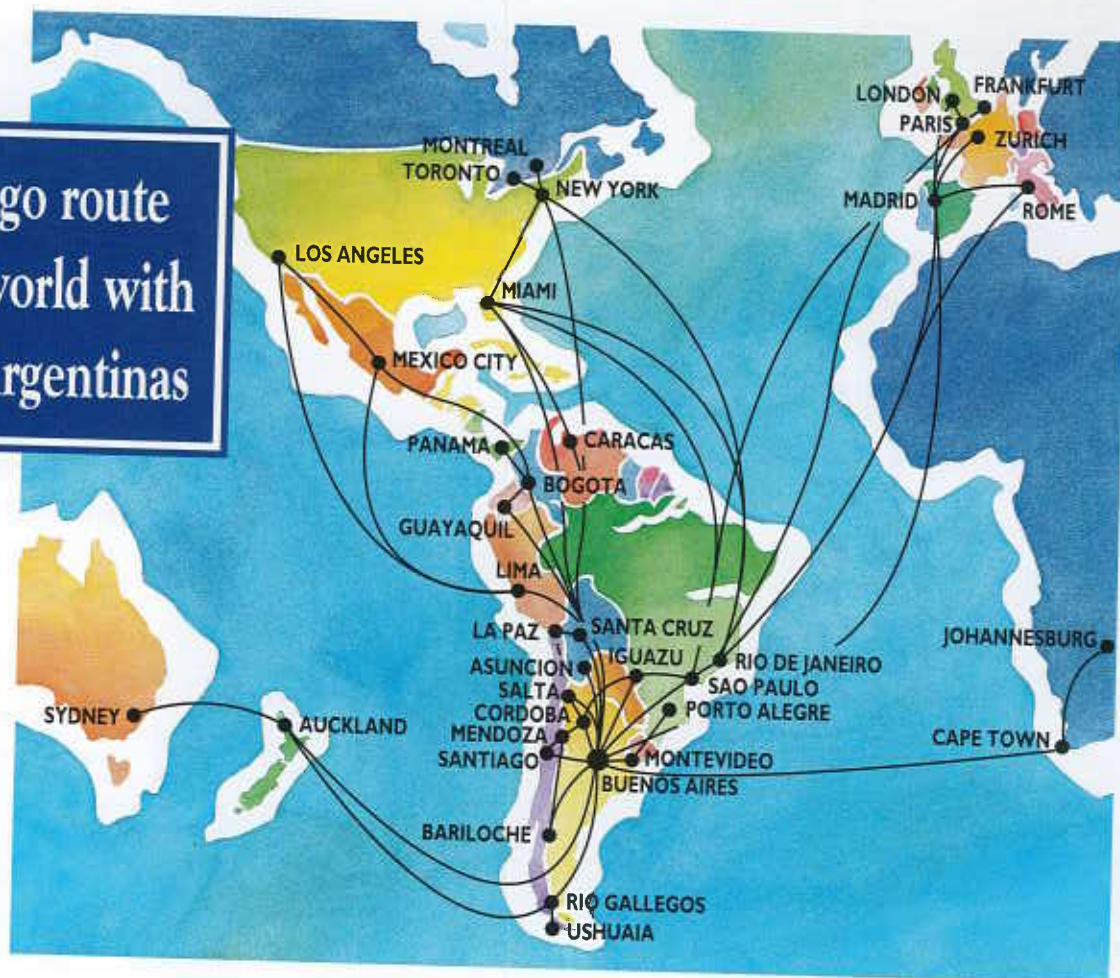 go route
world with
Argentinas
LONDON
FRANKFURT
PARIS
ZURICH
MONTREAL
TORONTO
NEW YORK
MADRID
ROME
LOS ANGELES
MIAMI
MEXICO CITY
PANAMA
CARACAS
BOGOTA
GUAYAQUIL
LIMA
LA PAZ
SANTA CRUZ
JOHANNESBURG
ASUNCION
IGUAZU
RIO DE JANEIRO
SALTA
SAO PAULO
SYDNEY
AUCKLAND
CORDOBA
PORTO ALEGRE
MENDOZA
CAPE TOWN
SANTIAGO
MONTEVIDEO
BUENOS AIRES
BARILOCHE
RIO GALLEGOS
USHUAIA